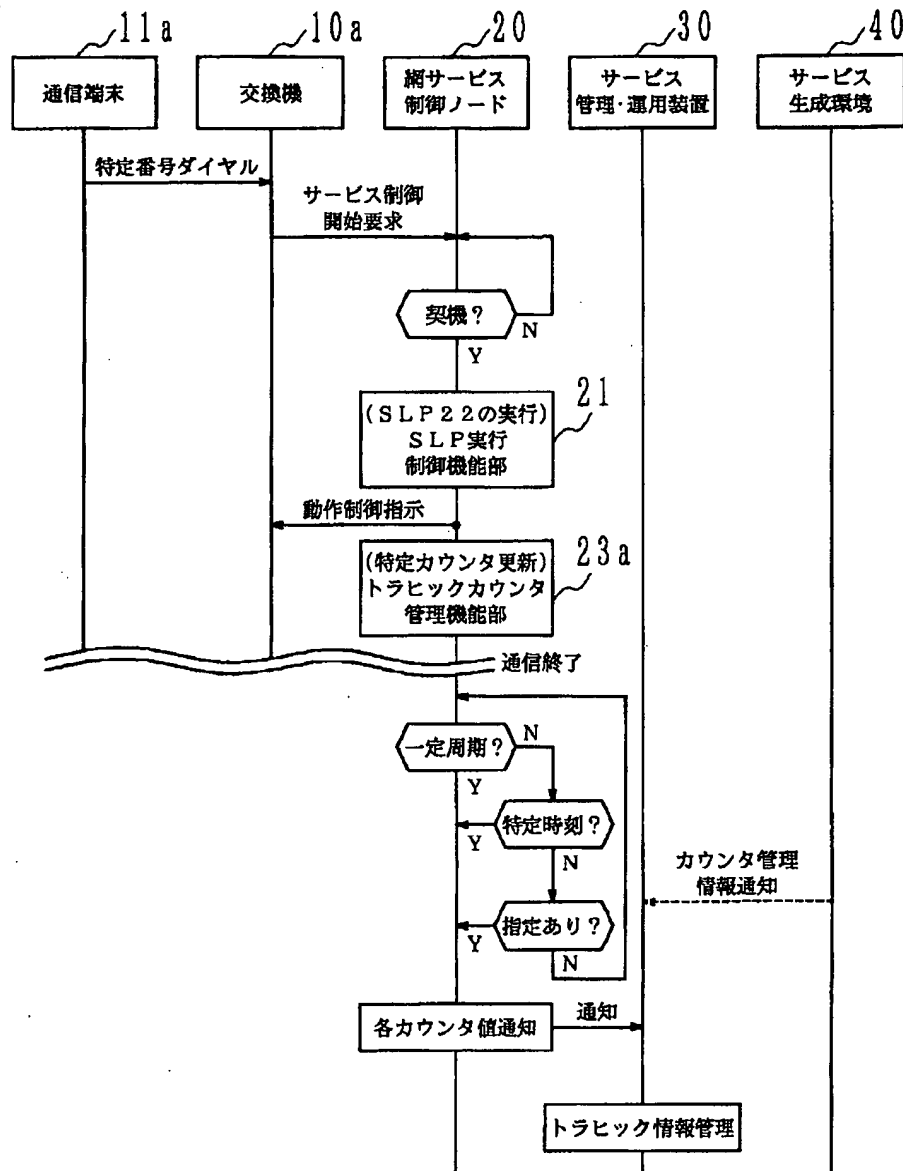 11a
10a
20
30
40
通信端末
交換機
網サービス
制御ノード
サービス
管理・運用装置
サービス
生成環境
特定番号ダイヤル
サービス制御
開始要求
契機？
N
Y
21
(SLP22の実行)
SLP実行
制御機能部
動作制御指示
23a
(特定カウンタ更新)
トラヒックカウンタ
管理機能部
通信終了
一定周期？
N
Y
特定時刻？
Y
N
カウンタ管理
情報通知
指定あり？
Y
N
各カウンタ値通知
通知
トラヒック情報管理